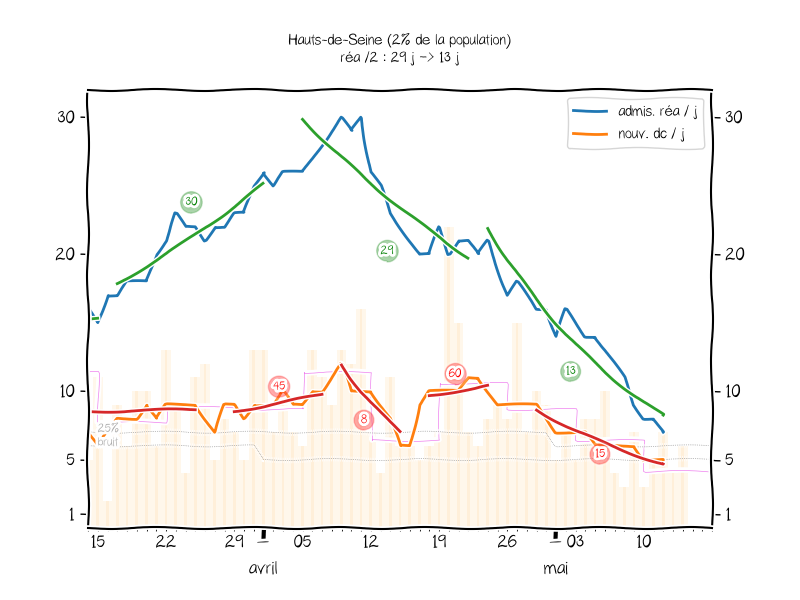 Hauts-de-Seine (2% de la population)
réa /2 : 29 j -> 13 j
admis. réa / j
nouv. dc / j
30
20
10
5
1
30
20
10
5
1
30
29
13
45
8
60
15
25%
bruit
15 22 29 05 12 19 26 03 10
avril mai